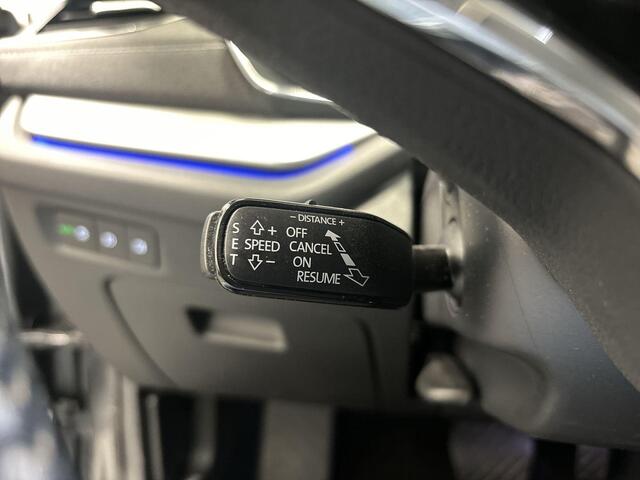 - DISTANCE +
S + OFF
E SPEED CANCEL
T - ON
RESUME